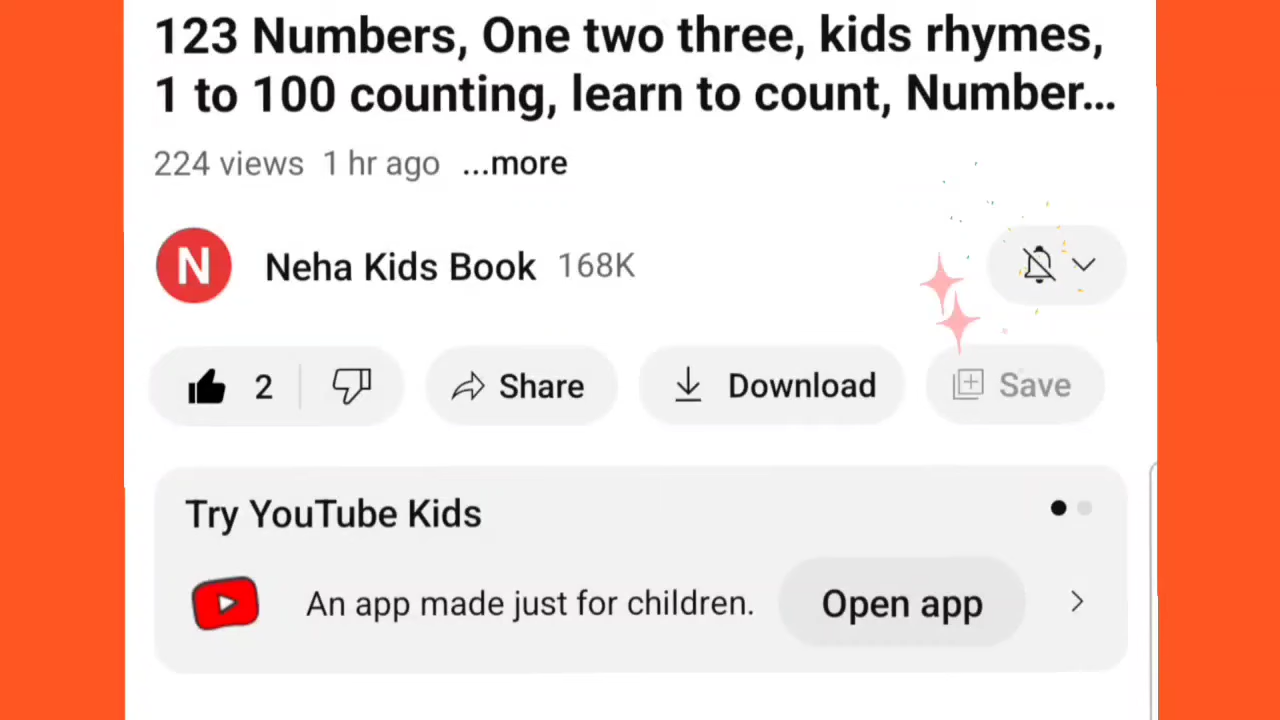 123 Numbers, One two three, kids rhymes,
1 to 100 counting, learn to count, Number...
224 views 1 hr ago ...more
N Neha Kids Book 168K
2 Share Download Save
Try YouTube Kids
An app made just for children. Open app